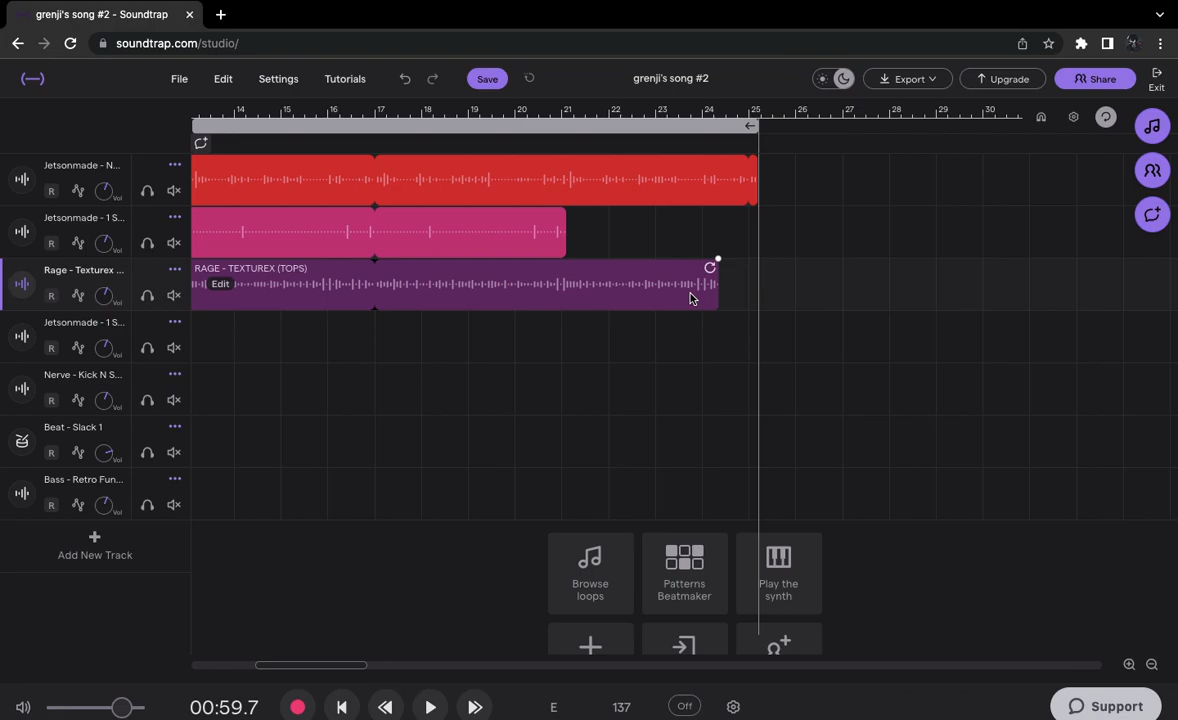 grenji's song #2 - Soundtrap
soundtrap.com/studio/
File Edit Settings Tutorials Save grenji's song #2 Export Upgrade Share Exit
14 15 16 17 18 19 20 21 22 23 24 25 26 27 28 29 30
Jetsonmade - N...
R Vol
Jetsonmade - 1 S...
R Vol
Rage - Texturex ...
R Vol
RAGE - TEXTUREX (TOPS)
Edit
Jetsonmade - 1 S...
R Vol
Nerve - Kick N S...
R Vol
Beat - Slack 1
R Vol
Bass - Retro Fun...
R Vol
Add New Track
Browse loops
Patterns Beatmaker
Play the synth
00:59.7 E 137 Off
Support